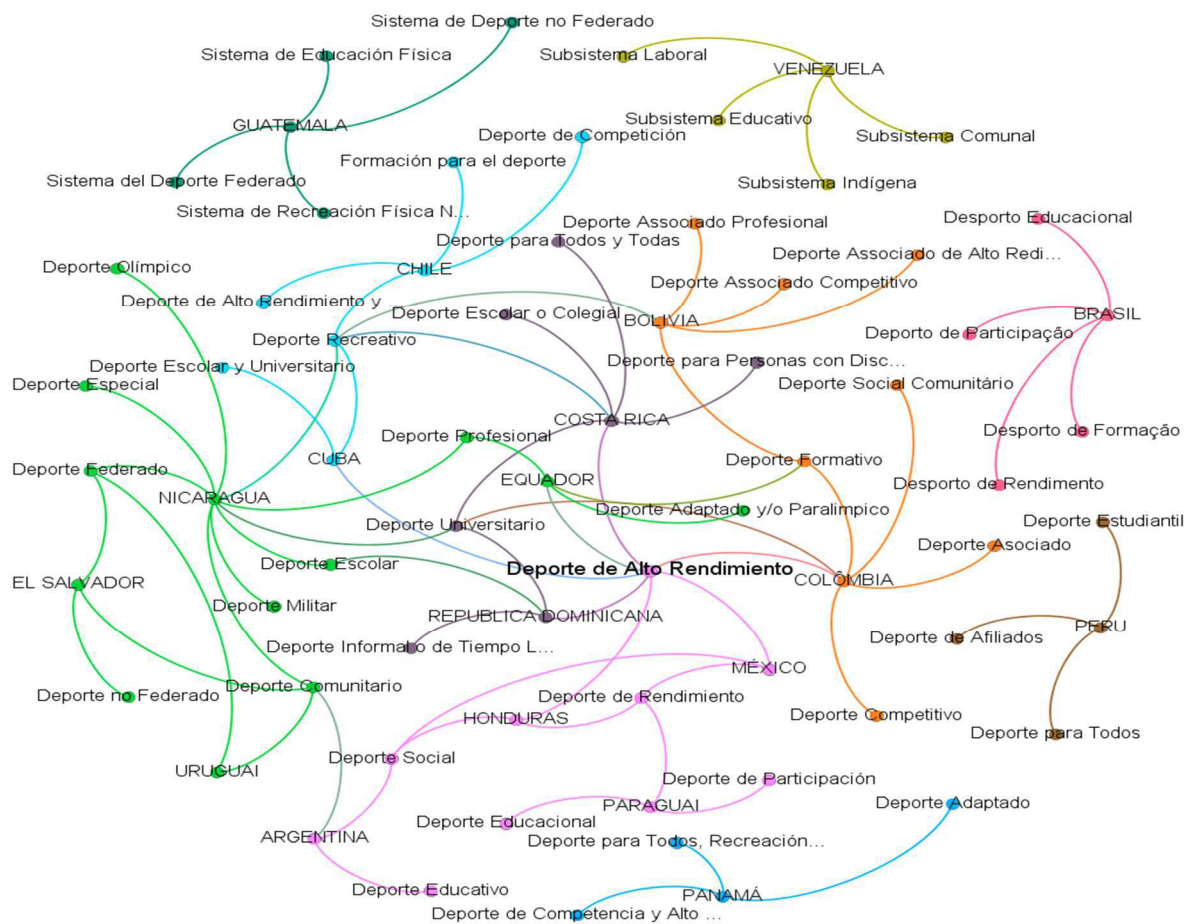 Sistema de Deporte no Federado
Sistema de Educación Física
Subsistema Laboral
VENEZUELA
GUATEMALA
Subsistema Educativo
Deporte de Competición
Subsistema Comunal
Formación para el deporte
Sistema del Deporte Federado
Subsistema Indígena
Sistema de Recreación Física N...
Deporte Associado Profesional
Desporto Educacional
Deporte para Todos y Todas
Deporte Associado de Alto Redi...
Deporte Olímpico
CHILE
Deporte Associado Competitivo
Deporte de Alto Rendimiento y ...
Deporte Escolar o Colegial
BOLIVIA
BRASIL
Deporto de Participação
Deporte Recreativo
Deporte para Personas con Disc...
Deporte Escolar y Universitario
Deporte Especial
Deporte Social Comunitário
COSTA RICA
Desporto de Formação
Deporte Profesional
CUBA
Deporte Formativo
Deporte Federado
EQUADOR
Desporto de Rendimento
NICARAGUA
Deporte Adaptado y/o Paralimpico
Deporte Universitario
Deporte Estudiantil
Deporte Asociado
Deporte Escolar
Deporte de Alto Rendimiento
EL SALVADOR
COLÔMBIA
Deporte Militar
REPUBLICA DOMINICANA
PERU
Deporte de Afiliados
Deporte Informal o de Tiempo L...
MÉXICO
Deporte no Federado
Deporte Comunitario
Deporte de Rendimiento
HONDURAS
Deporte Competitivo
Deporte para Todos
Deporte Social
URUGUAI
Deporte de Participación
PARAGUAI
Deporte Adaptado
Deporte Educacional
ARGENTINA
Deporte para Todos, Recreación...
Deporte Educativo
PANAMÁ
Deporte de Competencia y Alto ...